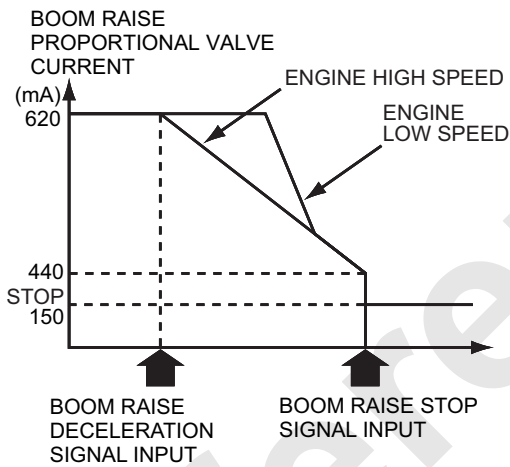 BOOM RAISE
PROPORTIONAL VALVE
CURRENT
(mA)
620
ENGINE HIGH SPEED
ENGINE
LOW SPEED
440
STOP
150
BOOM RAISE
DECELERATION
SIGNAL INPUT
BOOM RAISE STOP
SIGNAL INPUT